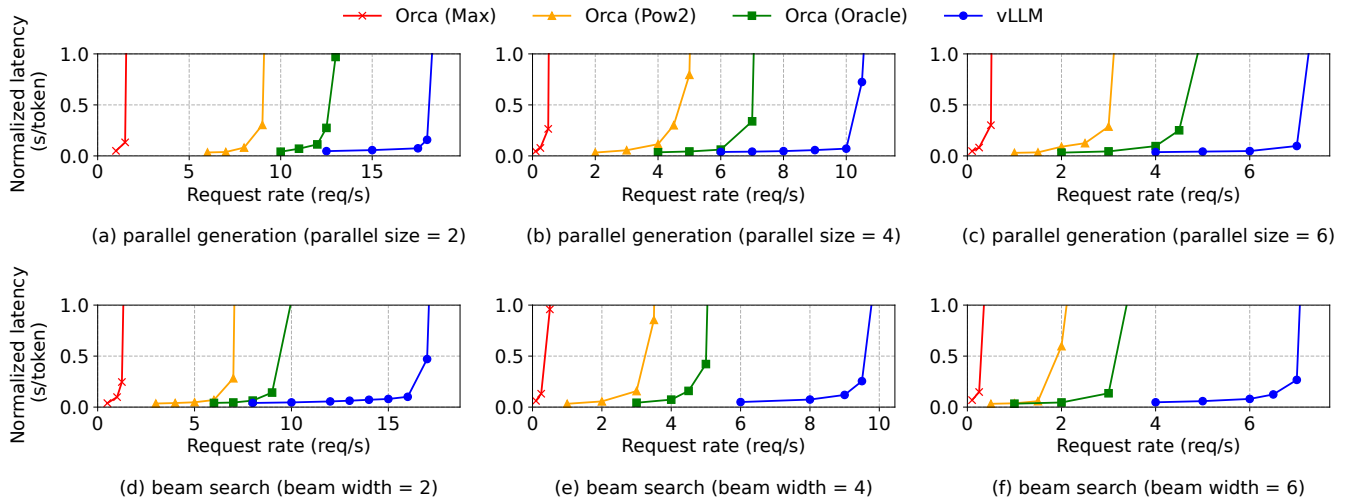 Orca (Max) Orca (Pow2) Orca (Oracle) vLLM
Normalized latency
(s/token)
1.0
0.5
0.0
0 5 10 15
Request rate (req/s)
(a) parallel generation (parallel size = 2)
1.0
0.5
0.0
0 2 4 6 8 10
Request rate (req/s)
(b) parallel generation (parallel size = 4)
1.0
0.5
0.0
0 2 4 6
Request rate (req/s)
(c) parallel generation (parallel size = 6)
Normalized latency
(s/token)
1.0
0.5
0.0
0 5 10 15
Request rate (req/s)
(d) beam search (beam width = 2)
1.0
0.5
0.0
0 2 4 6 8 10
Request rate (req/s)
(e) beam search (beam width = 4)
1.0
0.5
0.0
0 2 4 6
Request rate (req/s)
(f) beam search (beam width = 6)